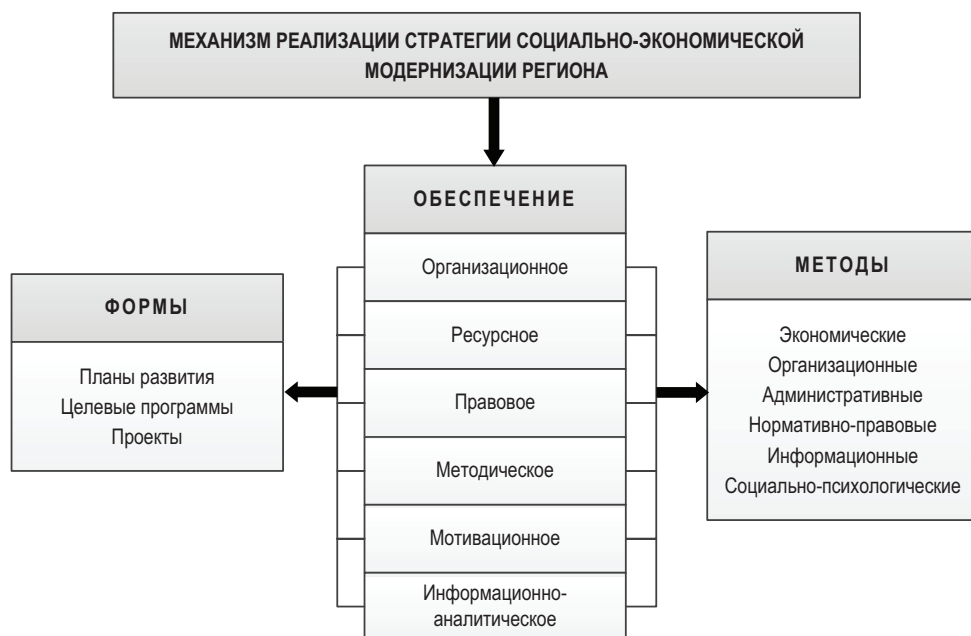 МЕХАНИЗМ РЕАЛИЗАЦИИ СТРАТЕГИИ СОЦИАЛЬНО-ЭКОНОМИЧЕСКОЙ
МОДЕРНИЗАЦИИ РЕГИОНА
ОБЕСПЕЧЕНИЕ
Организационное
Ресурсное
Правовое
Методическое
Мотивационное
Информационно-
аналитическое
ФОРМЫ
Планы развития
Целевые программы
Проекты
МЕТОДЫ
Экономические
Организационные
Административные
Нормативно-правовые
Информационные
Социально-психологические